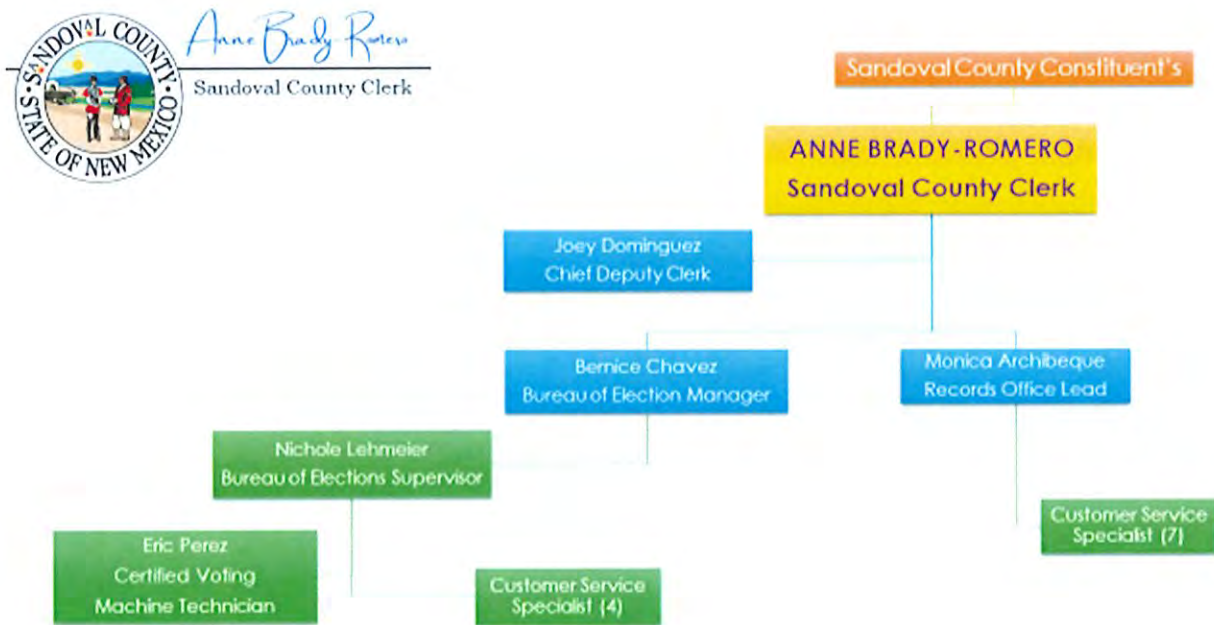 SANDOVAL COUNTY
STATE OF NEW MEXICO
Anne Brady Romero
Sandoval County Clerk
Sandoval County Constituent's
ANNE BRADY-ROMERO
Sandoval County Clerk
Joey Dominguez
Chief Deputy Clerk
Bernice Chavez
Bureau of Election Manager
Monica Archibeque
Records Office Lead
Nichole Lehmeier
Bureau of Elections Supervisor
Customer Service
Specialist (7)
Eric Perez
Certified Voting
Machine Technician
Customer Service
Specialist (4)